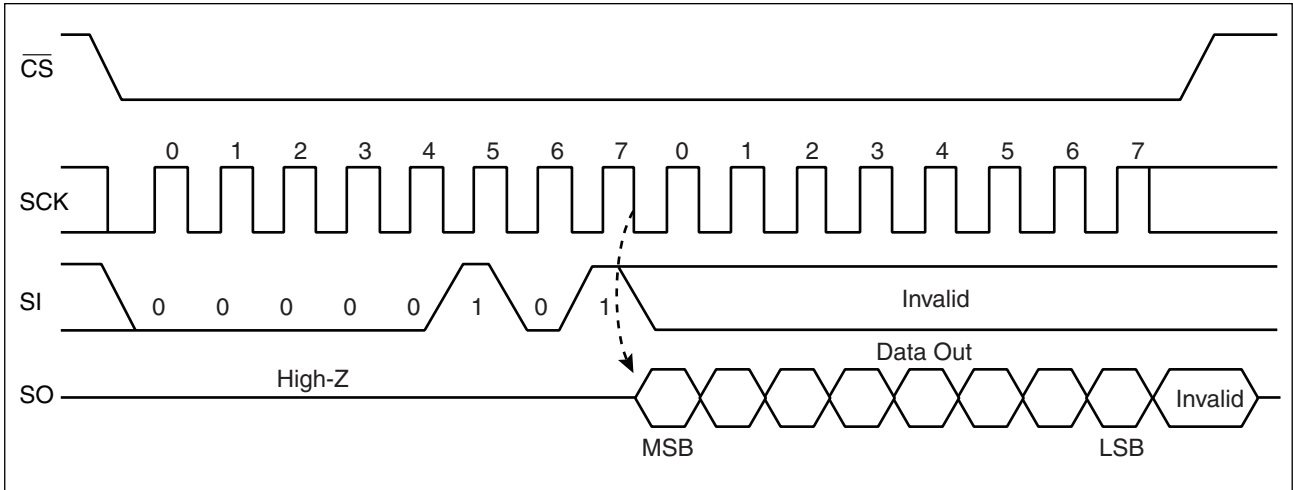 CS
0 1 2 3 4 5 6 7 0 1 2 3 4 5 6 7
SCK
SI 0 0 0 0 0 1 0 1 Invalid
Data Out
High-Z
SO Invalid
MSB LSB